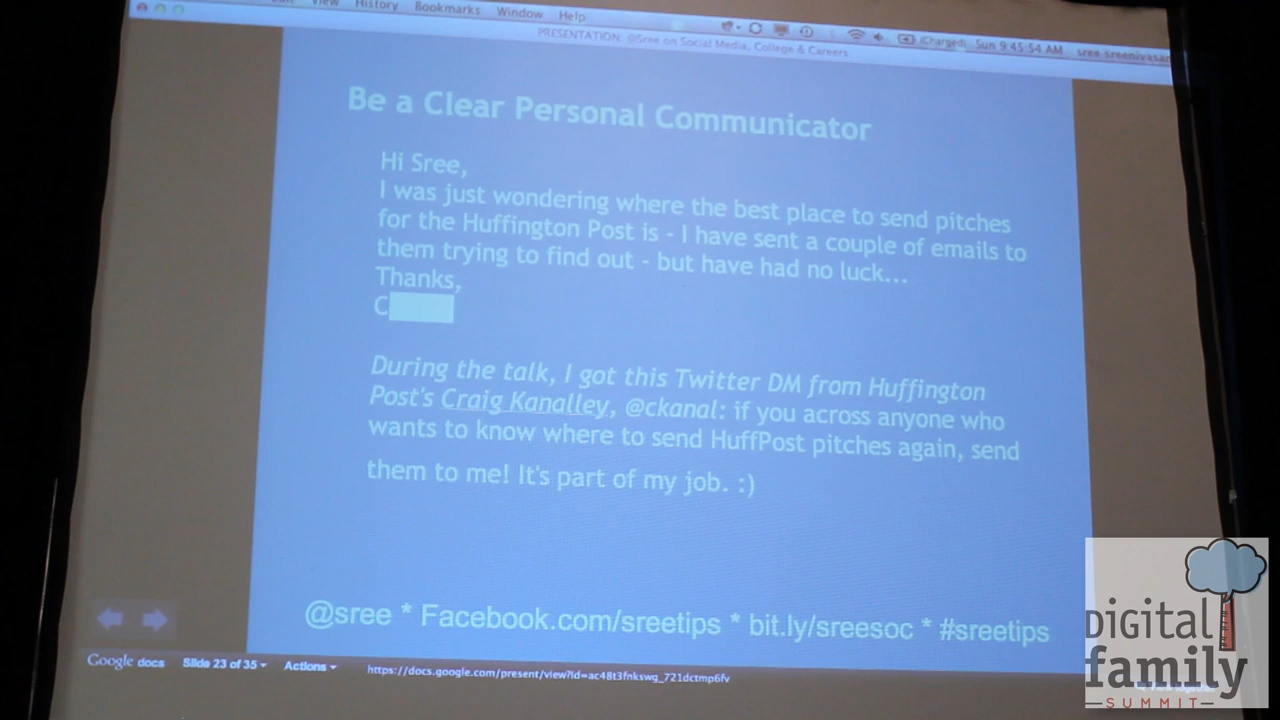 View History Bookmarks Window Help
(Charged) Sun 9:45:54 AM sree sreenivasan
PRESENTATION: @Sree on Social Media, College & Careers
Be a Clear Personal Communicator
Hi Sree,
I was just wondering where the best place to send pitches
for the Huffington Post is - I have sent a couple of emails to
them trying to find out - but have had no luck...
Thanks,
C
During the talk, I got this Twitter DM from Huffington
Post's Craig Kanalley, @ckanal: if you across anyone who
wants to know where to send HuffPost pitches again, send
them to me! It's part of my job. :)
@sree * Facebook.com/sreetips * bit.ly/sreesoc * #sreetips
Google docs Slide 23 of 35 Actions https://docs.google.com/present/view?id=ac48t3fnkswg_721dctmp6fv
digital
family
SUMMIT